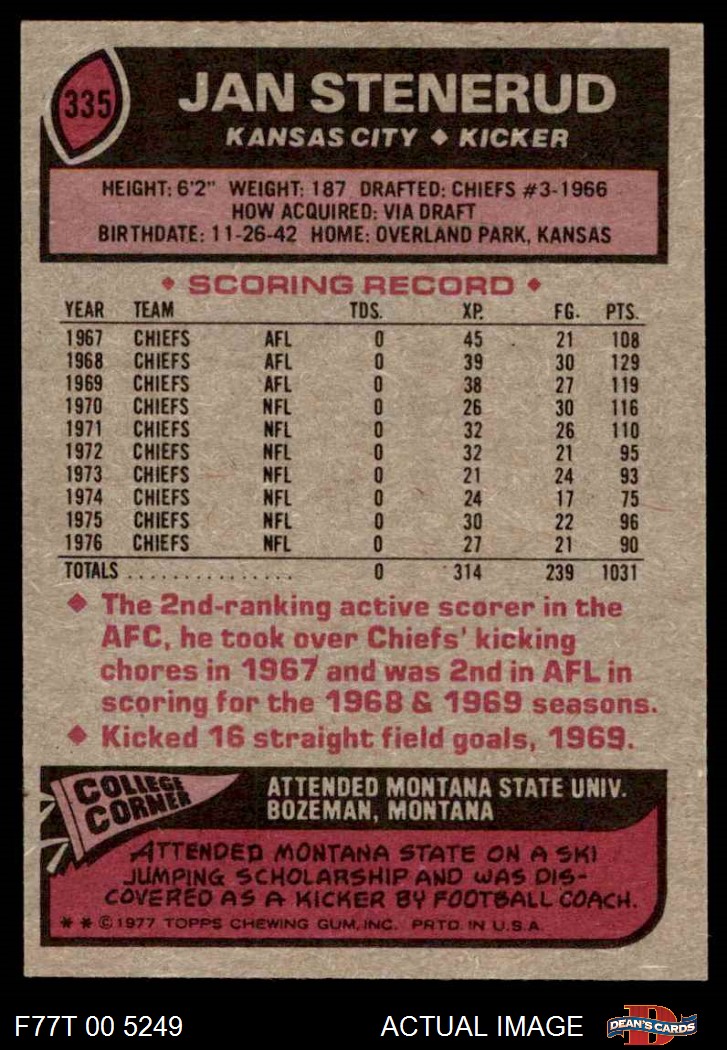 335
JAN STENERUD
KANSAS CITY ◆ KICKER
HEIGHT: 6'2" WEIGHT: 187 DRAFTED: CHIEFS #3-1966
HOW ACQUIRED: VIA DRAFT
BIRTHDATE: 11-26-42 HOME: OVERLAND PARK, KANSAS
◆ SCORING RECORD ◆
YEAR TEAM TDS. XP. FG. PTS.
1967 CHIEFS AFL 0 45 21 108
1968 CHIEFS AFL 0 39 30 129
1969 CHIEFS AFL 0 38 27 119
1970 CHIEFS NFL 0 26 30 116
1971 CHIEFS NFL 0 32 26 110
1972 CHIEFS NFL 0 32 21 95
1973 CHIEFS NFL 0 21 24 93
1974 CHIEFS NFL 0 24 17 75
1975 CHIEFS NFL 0 30 22 96
1976 CHIEFS NFL 0 27 21 90
TOTALS ................ 0 314 239 1031
◆ The 2nd-ranking active scorer in the
AFC, he took over Chiefs' kicking
chores in 1967 and was 2nd in AFL in
scoring for the 1968 & 1969 seasons.
◆ Kicked 16 straight field goals, 1969.
COLLEGE
CORNER
ATTENDED MONTANA STATE UNIV.
BOZEMAN, MONTANA
ATTENDED MONTANA STATE ON A SKI
JUMPING SCHOLARSHIP AND WAS DIS-
COVERED AS A KICKER BY FOOTBALL COACH.
** © 1977 TOPPS CHEWING GUM, INC. PRTD. IN U.S.A.
F77T 00 5249
ACTUAL IMAGE
D
DEAN'S CARDS